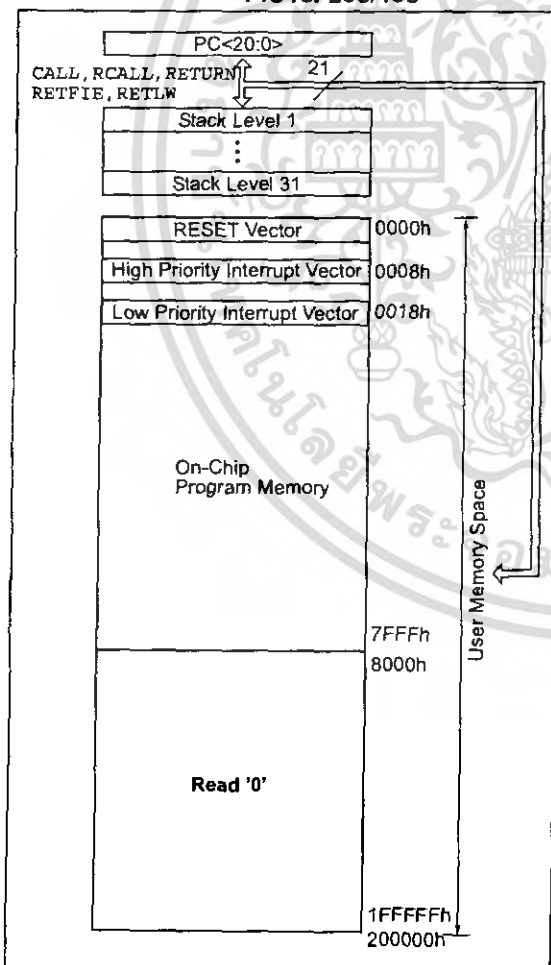 PC<20:0>
CALL, RCALL, RETURN
RETFIE, RETLW
21
Stack Level 1
Stack Level 31
RESET Vector
0000h
High Priority Interrupt Vector
0008h
Low Priority Interrupt Vector
0018h
On-Chip
Program Memory
User Memory Space
7FFFh
8000h
Read '0'
1FFFFFh
200000h